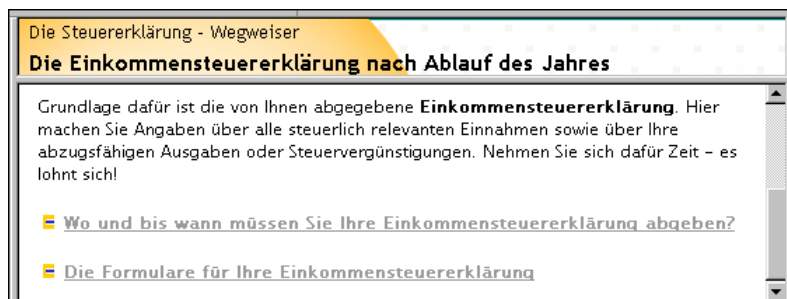 Die Steuererklärung - Wegweiser
Die Einkommensteuererklärung nach Ablauf des Jahres
Grundlage dafür ist die von Ihnen abgegebene Einkommensteuererklärung. Hier
machen Sie Angaben über alle steuerlich relevanten Einnahmen sowie über Ihre
abzugsfähigen Ausgaben oder Steuervergünstigungen. Nehmen Sie sich dafür Zeit – es
lohnt sich!
Wo und bis wann müssen Sie Ihre Einkommensteuererklärung abgeben?
Die Formulare für Ihre Einkommensteuererklärung